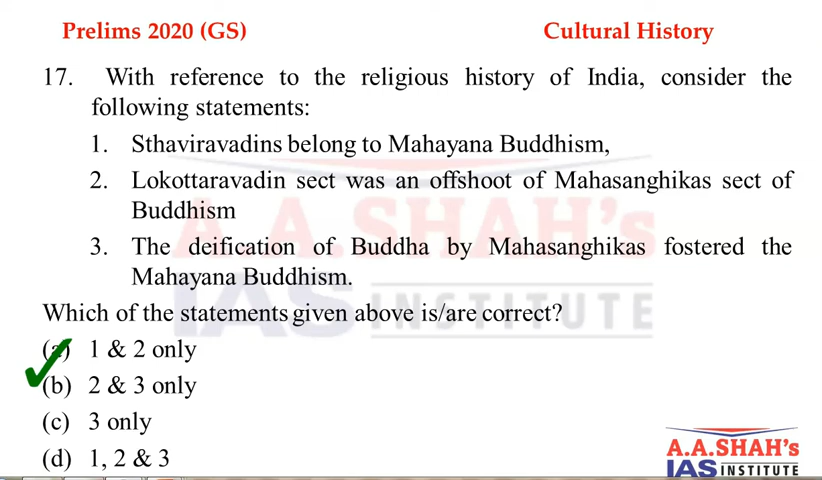 Prelims 2020 (GS) Cultural History
17. With reference to the religious history of India, consider the
following statements:
1. Sthaviravadins belong to Mahayana Buddhism,
2. Lokottaravadin sect was an offshoot of Mahasanghikas sect of
Buddhism
3. The deification of Buddha by Mahasanghikas fostered the
Mahayana Buddhism.
Which of the statements given above is/are correct?
(a) 1 & 2 only
(b) 2 & 3 only
(c) 3 only
(d) 1, 2 & 3
A.A.SHAH's
IAS INSTITUTE
A.A.SHAH's
IAS INSTITUTE